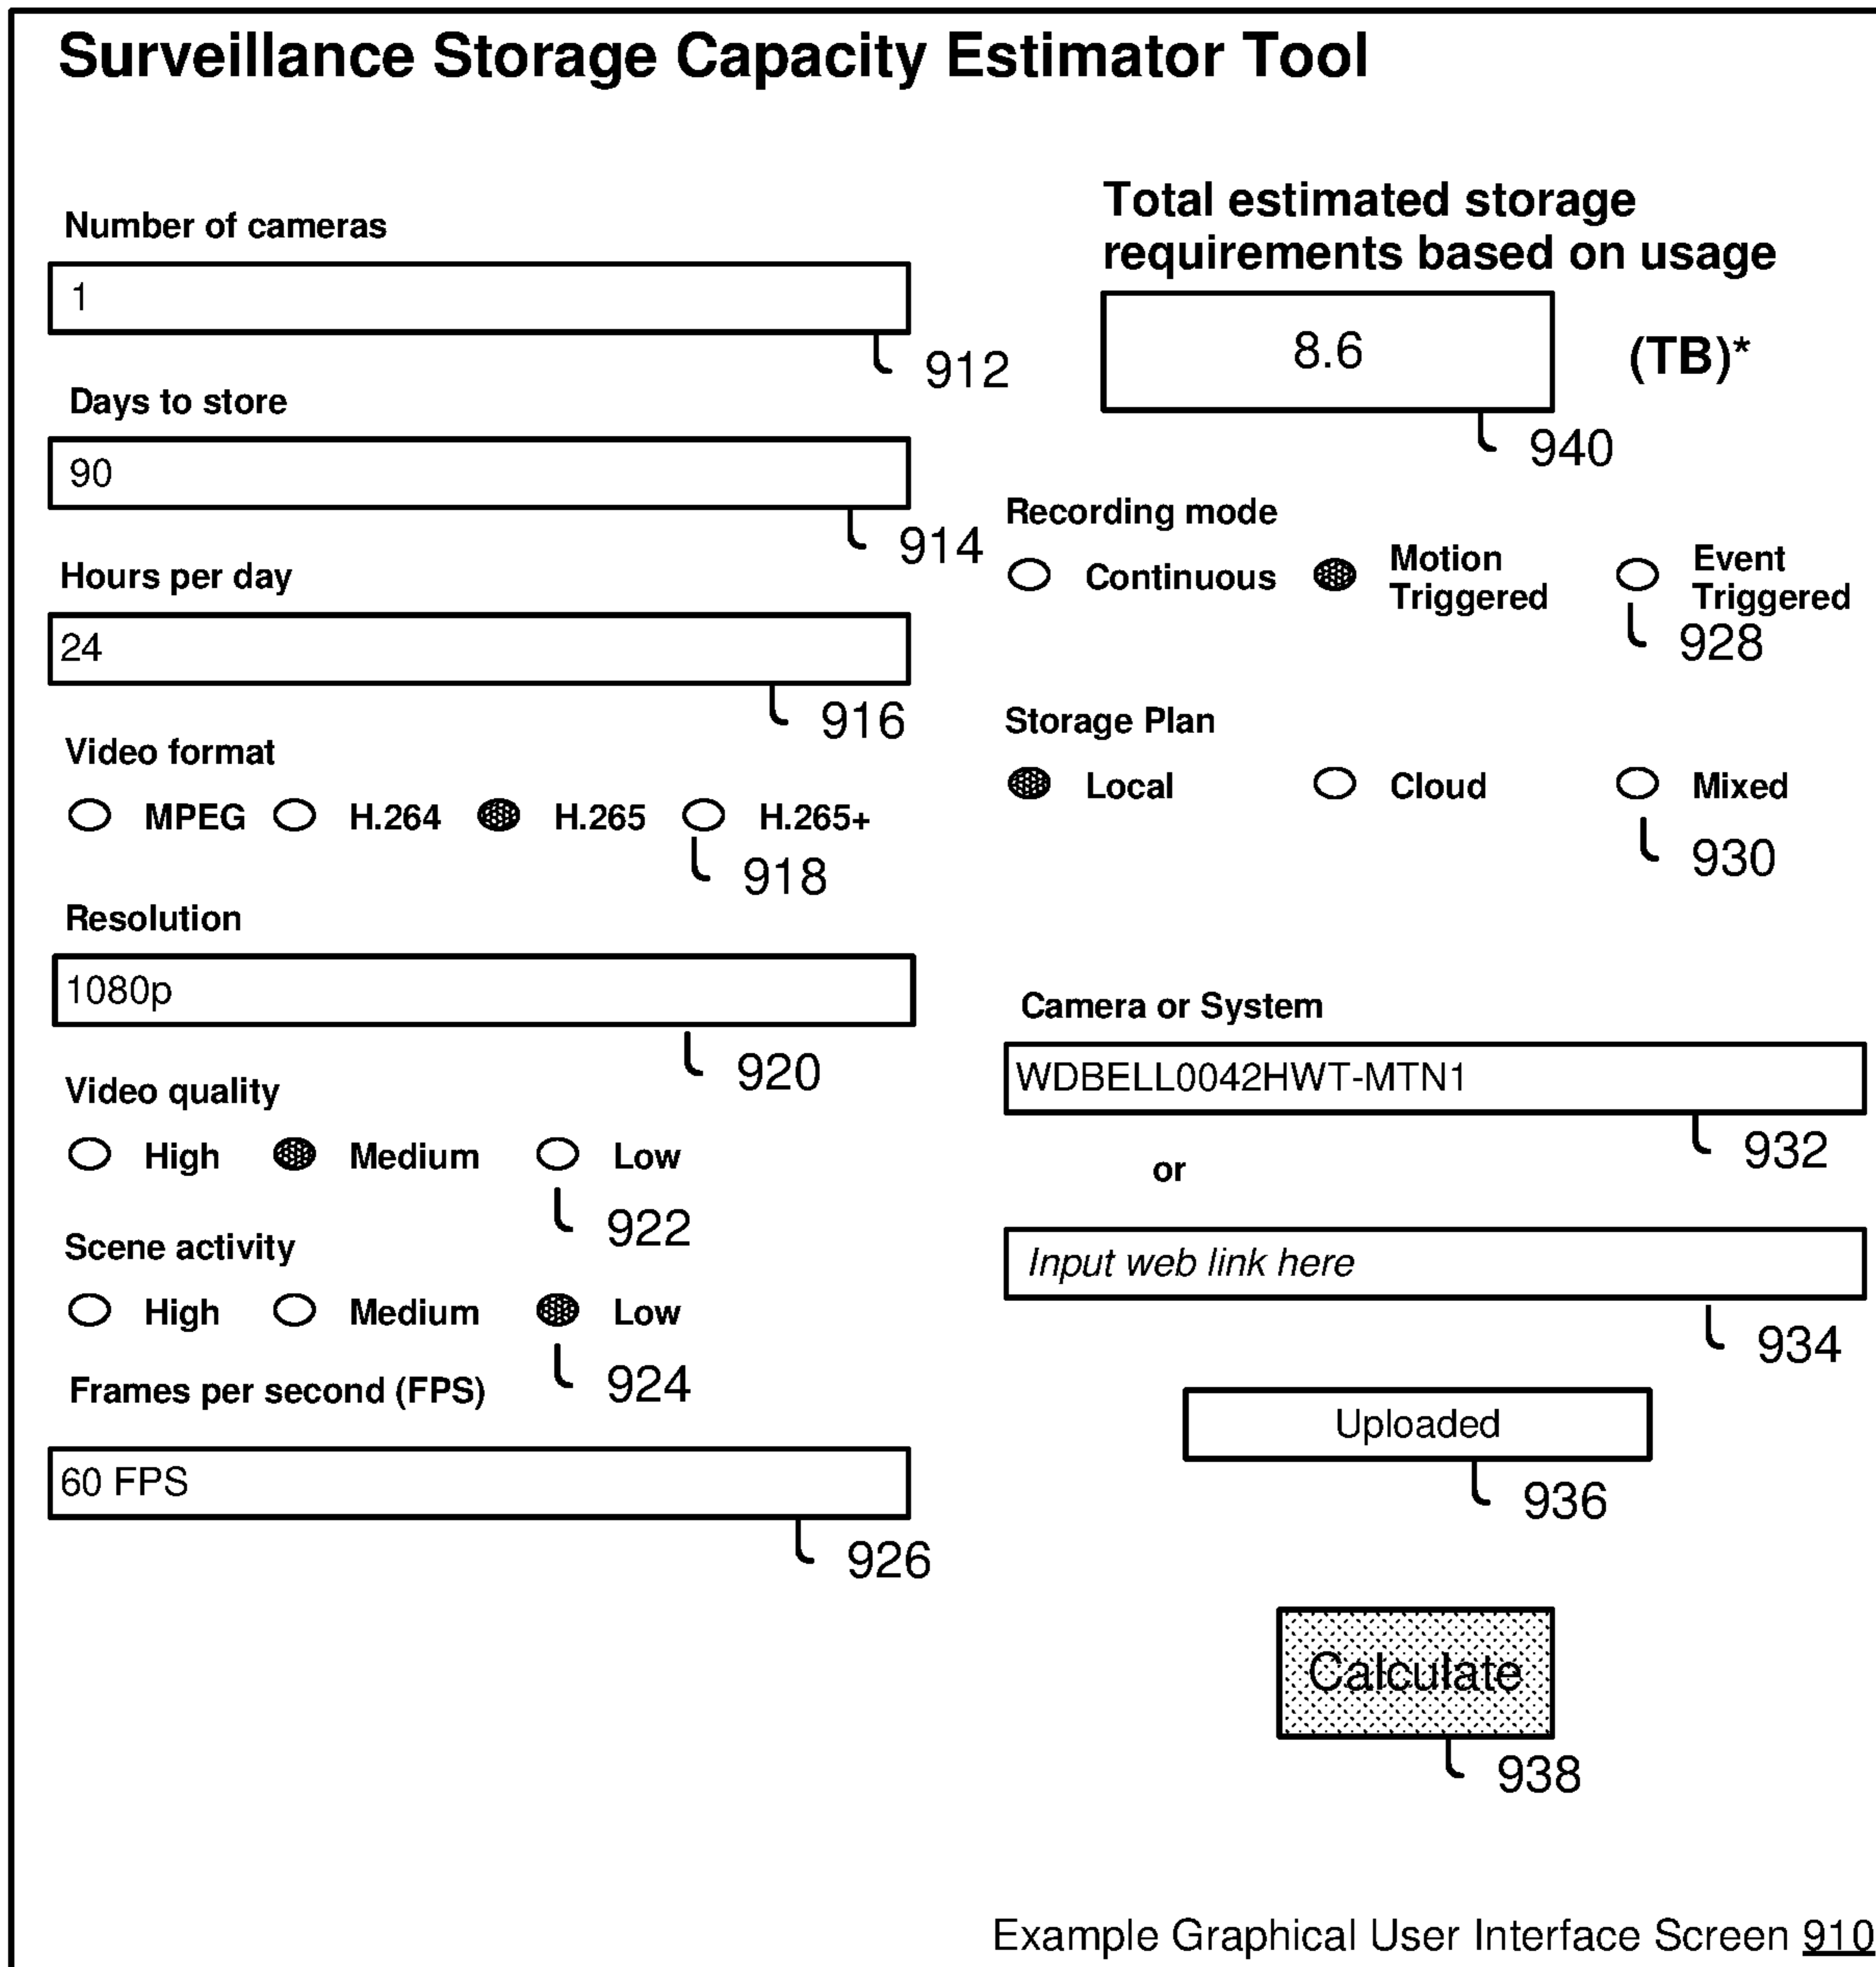 Surveillance Storage Capacity Estimator Tool
Number of cameras
1
912
Days to store
90
914
Hours per day
24
916
Video format
MPEG H.264 H.265 H.265+
918
Resolution
1080p
920
Video quality
High Medium Low
922
Scene activity
High Medium Low
924
Frames per second (FPS)
60 FPS
926
Total estimated storage
requirements based on usage
8.6 (TB)*
940
Recording mode
Continuous Motion Triggered Event Triggered
928
Storage Plan
Local Cloud Mixed
930
Camera or System
WDBELL0042HWT-MTN1
932
or
Input web link here
934
Uploaded
936
Calculate
938
Example Graphical User Interface Screen 910